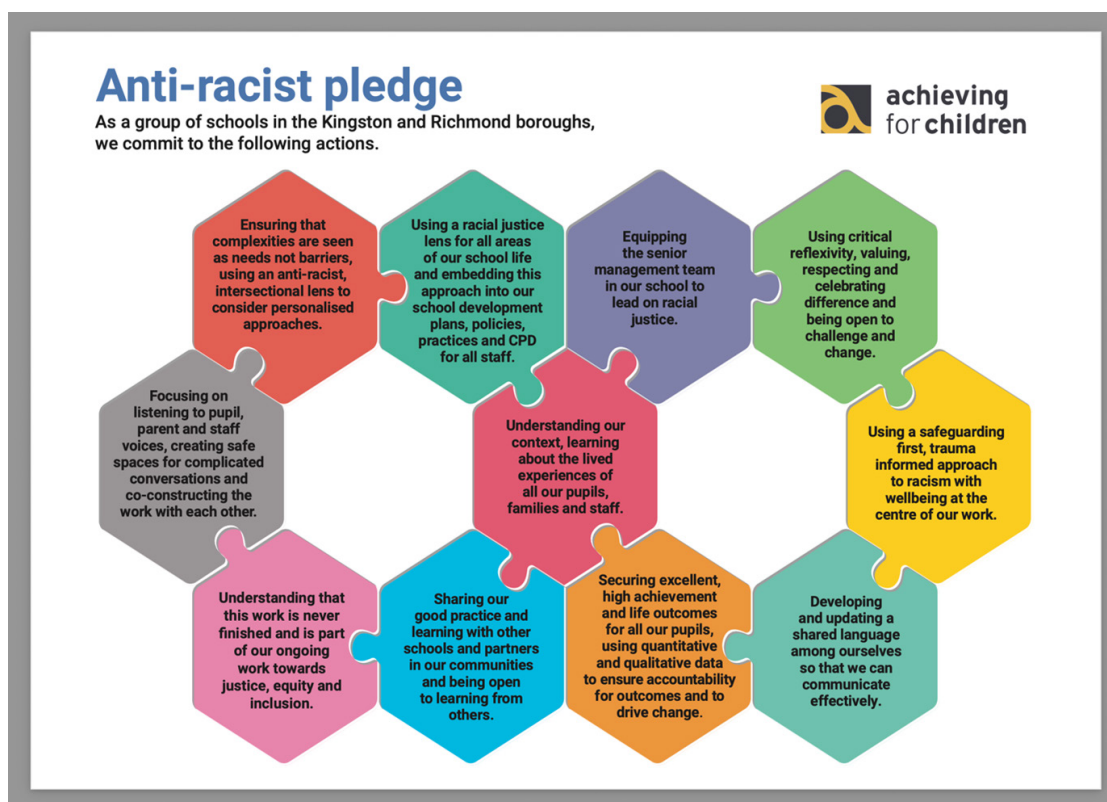 Anti-racist pledge
As a group of schools in the Kingston and Richmond boroughs,
we commit to the following actions.
achieving
for children
Ensuring that
complexities are seen
as needs not barriers,
using an anti-racist,
intersectional lens to
consider personalised
approaches.
Using a racial justice
lens for all areas
of our school life
and embedding this
approach into our
school development
plans, policies,
practices and CPD
for all staff.
Equipping
the senior
management team
in our school to
lead on racial
justice.
Using critical
reflexivity, valuing,
respecting and
celebrating
difference and
being open to
challenge and
change.
Focusing on
listening to pupil,
parent and staff
voices, creating safe
spaces for complicated
conversations and
co-constructing the
work with each other.
Understanding our
context, learning
about the lived
experiences of
all our pupils,
families and staff.
Using a safeguarding
first, trauma
informed approach
to racism with
wellbeing at the
centre of our work.
Understanding that
this work is never
finished and is part
of our ongoing
work towards
justice, equity and
inclusion.
Sharing our
good practice and
learning with other
schools and partners
in our communities
and being open
to learning from
others.
Securing excellent,
high achievement
and life outcomes
for all our pupils,
using quantitative
and qualitative data
to ensure accountability
for outcomes and to
drive change.
Developing
and updating a
shared language
among ourselves
so that we can
communicate
effectively.